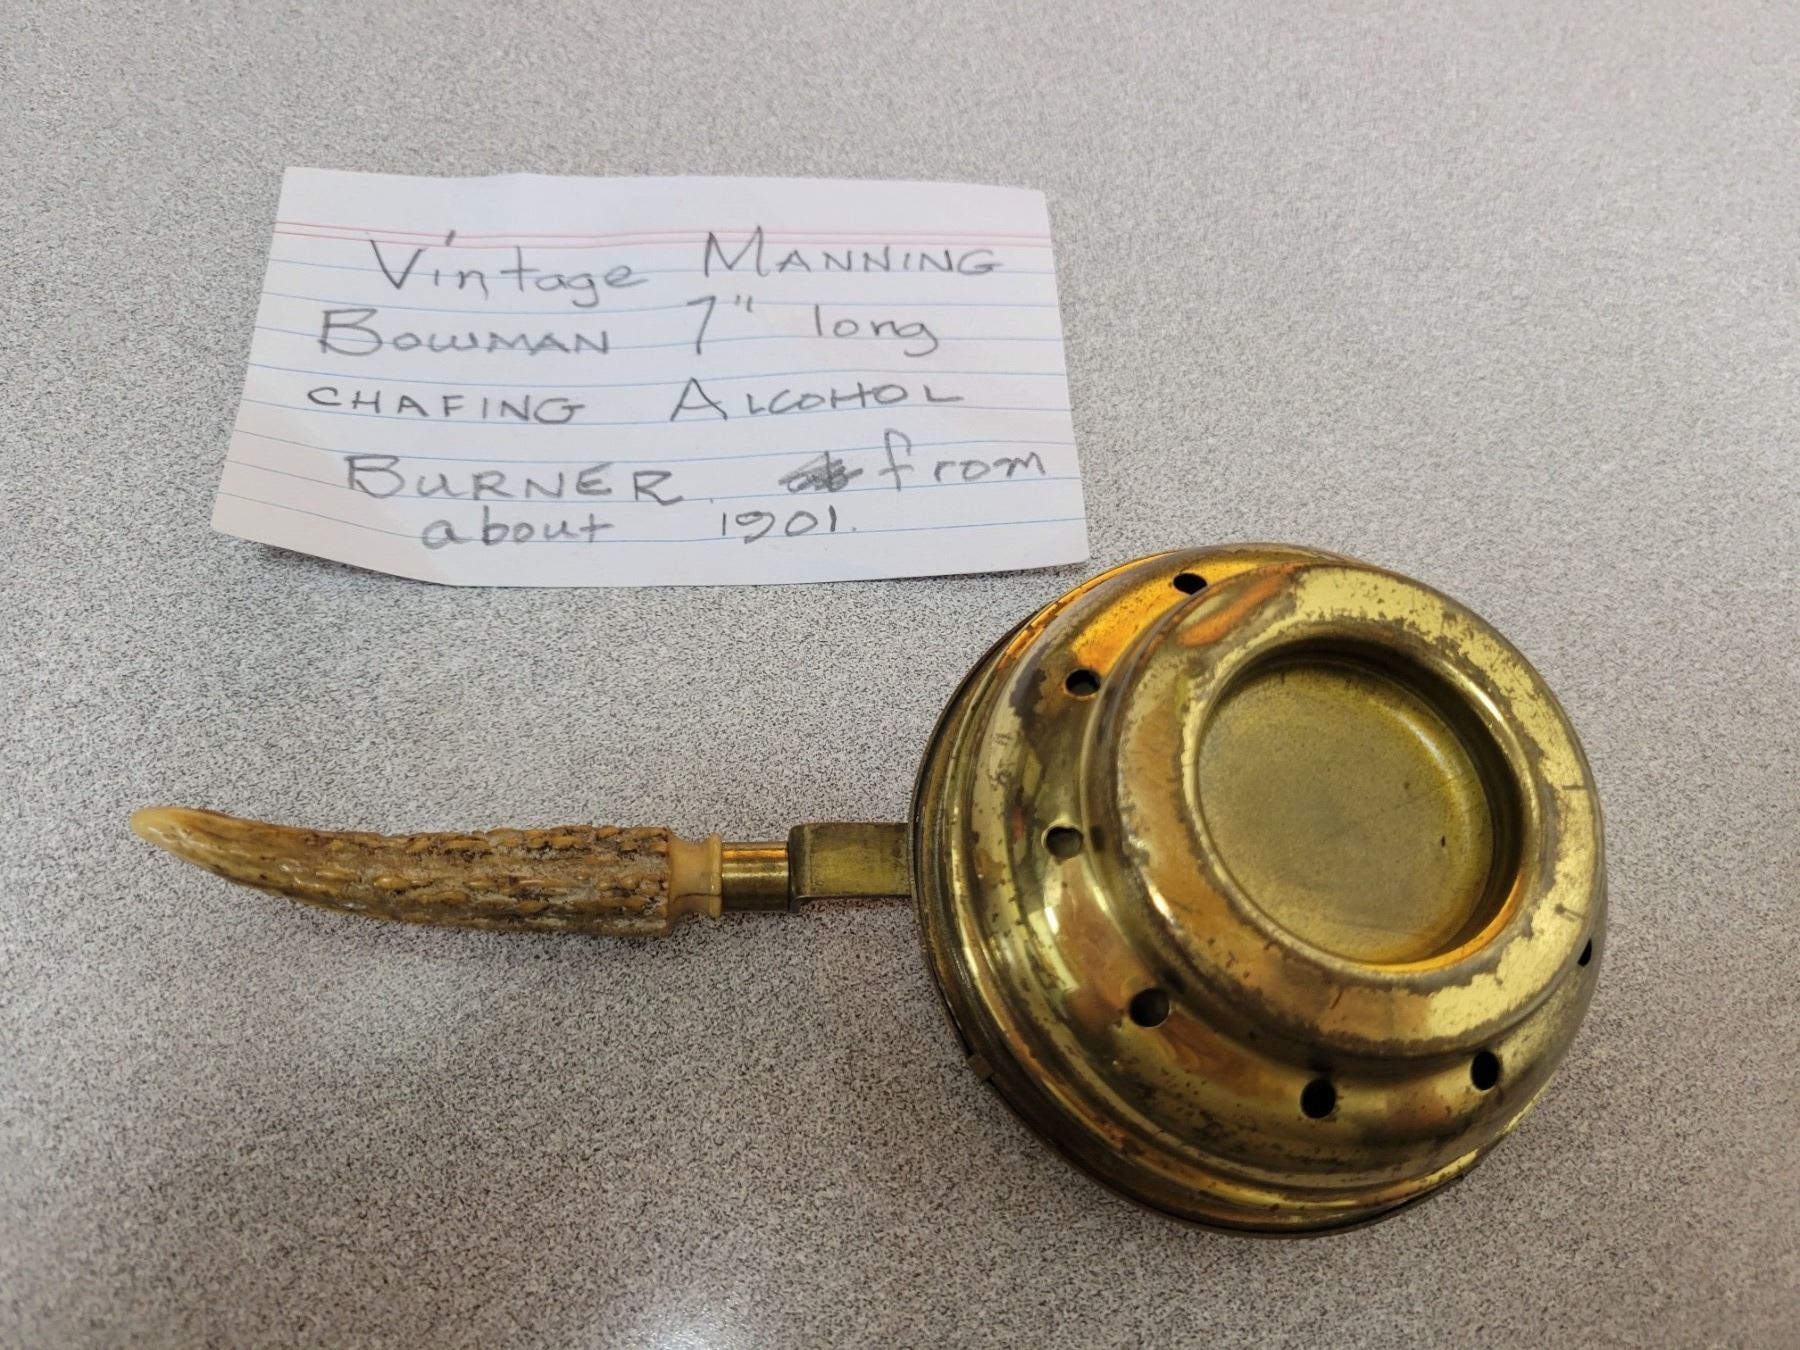 Vintage MANNING
BOWMAN 7" long
CHAFING ALCOHOL
BURNER. from
about 1901.